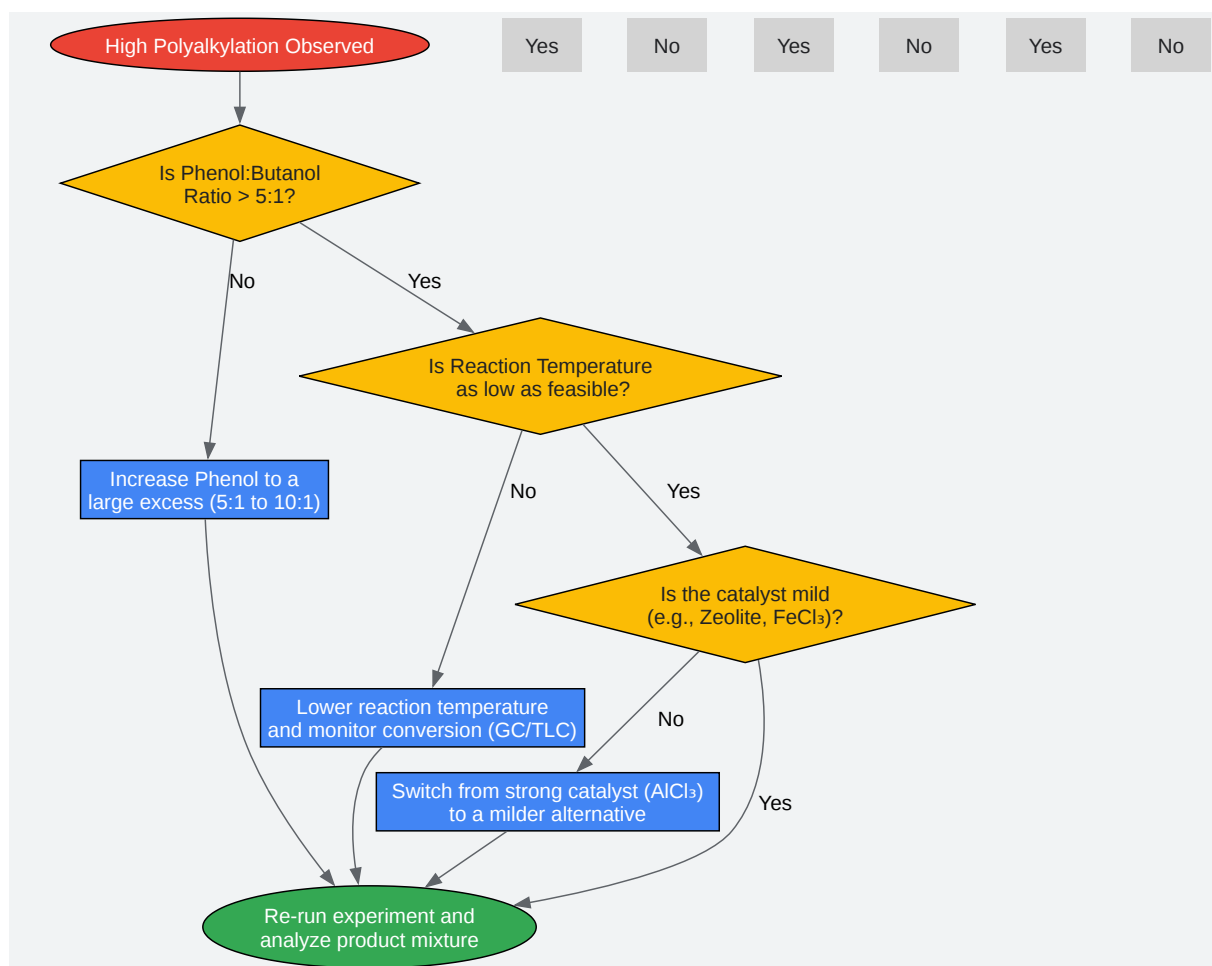 High Polyalkylation Observed
Yes
No
Yes
No
Yes
No
Is Phenol:Butanol
Ratio > 5:1?
No
Yes
Is Reaction Temperature
as low as feasible?
Increase Phenol to a
large excess (5:1 to 10:1)
No
Yes
Is the catalyst mild
(e.g., Zeolite, FeCl₃)?
Lower reaction temperature
and monitor conversion (GC/TLC)
No
Switch from strong catalyst (AlCl₃)
to a milder alternative
Yes
Re-run experiment and
analyze product mixture